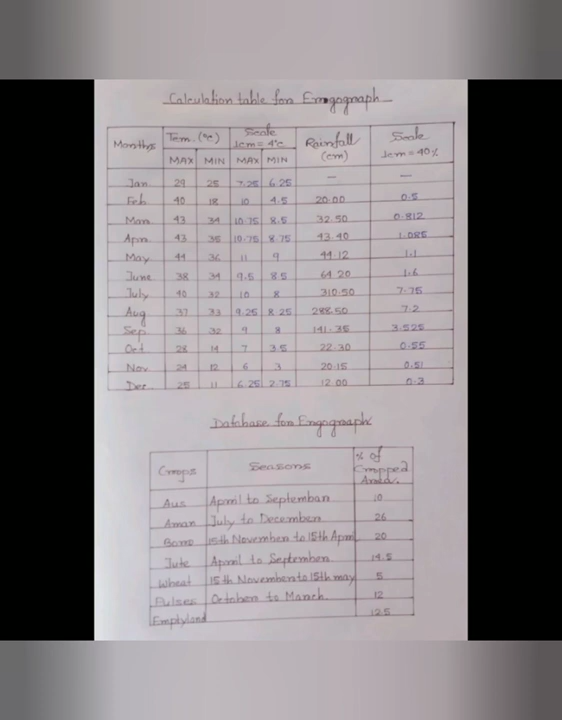 Calculation table for Ergograph
Months Tem. (°C) Scale 1cm = 4°C Rainfall (cm) Scale 1cm = 40%
MAX MIN MAX MIN
Jan 29 25 7.25 6.25 — —
Feb 40 18 10 4.5 20.00 0.5
Mar 43 34 10.75 8.5 32.50 0.812
Apr 43 35 10.75 8.75 43.40 1.085
May 44 36 11 9 44.12 1.1
June 38 34 9.5 8.5 64.20 1.6
July 40 32 10 8 310.50 7.75
Aug 37 33 9.25 8.25 288.50 7.2
Sep 36 32 9 8 141.35 3.525
Oct 28 14 7 3.5 22.30 0.55
Nov 24 12 6 3 20.15 0.51
Dec 25 11 6.25 2.75 12.00 0.3
Database for Ergograph
Crops Seasons % of Cropped Area.
Aus April to September 10
Aman July to December 26
Boro 15th November to 15th April 20
Jute April to September 14.5
Wheat 15th November to 15th may 5
Pulses October to March 12
Emptyland 12.5